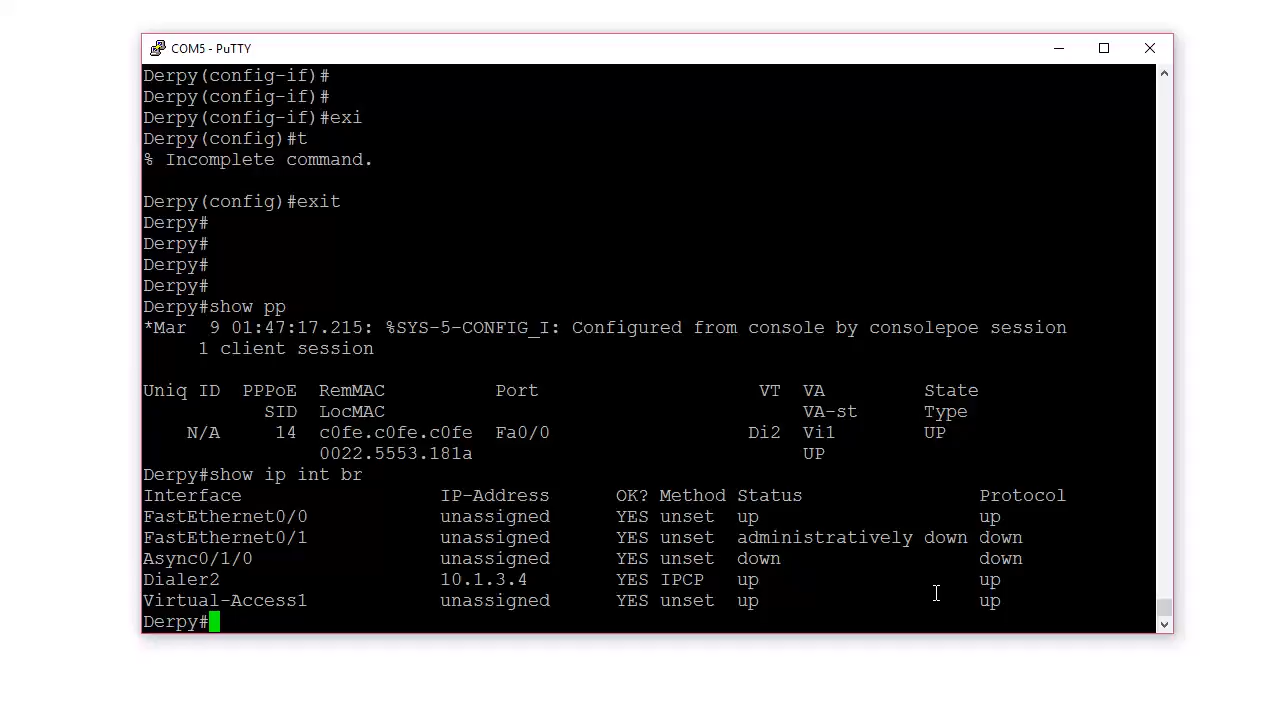 COM5 - PuTTY
Derpy(config-if)#
Derpy(config-if)#
Derpy(config-if)#exi
Derpy(config)#t
% Incomplete command.
Derpy(config)#exit
Derpy#
Derpy#
Derpy#
Derpy#
Derpy#show pp
*Mar  9 01:47:17.215: %SYS-5-CONFIG_I: Configured from console by consolepoe session
     1 client session
Uniq ID  PPPoE  RemMAC          Port                    VT  VA         State
           SID  LocMAC                                      VA-st      Type
    N/A     14  c0fe.c0fe.c0fe  Fa0/0                  Di2  Vi1        UP
                0022.5553.181a                              UP
Derpy#show ip int br
Interface                  IP-Address      OK? Method Status                Protocol
FastEthernet0/0            unassigned      YES unset  up                    up
FastEthernet0/1            unassigned      YES unset  administratively down down
Async0/1/0                 unassigned      YES unset  down                  down
Dialer2                    10.1.3.4        YES IPCP   up                    up
Virtual-Access1            unassigned      YES unset  up                    up
Derpy#